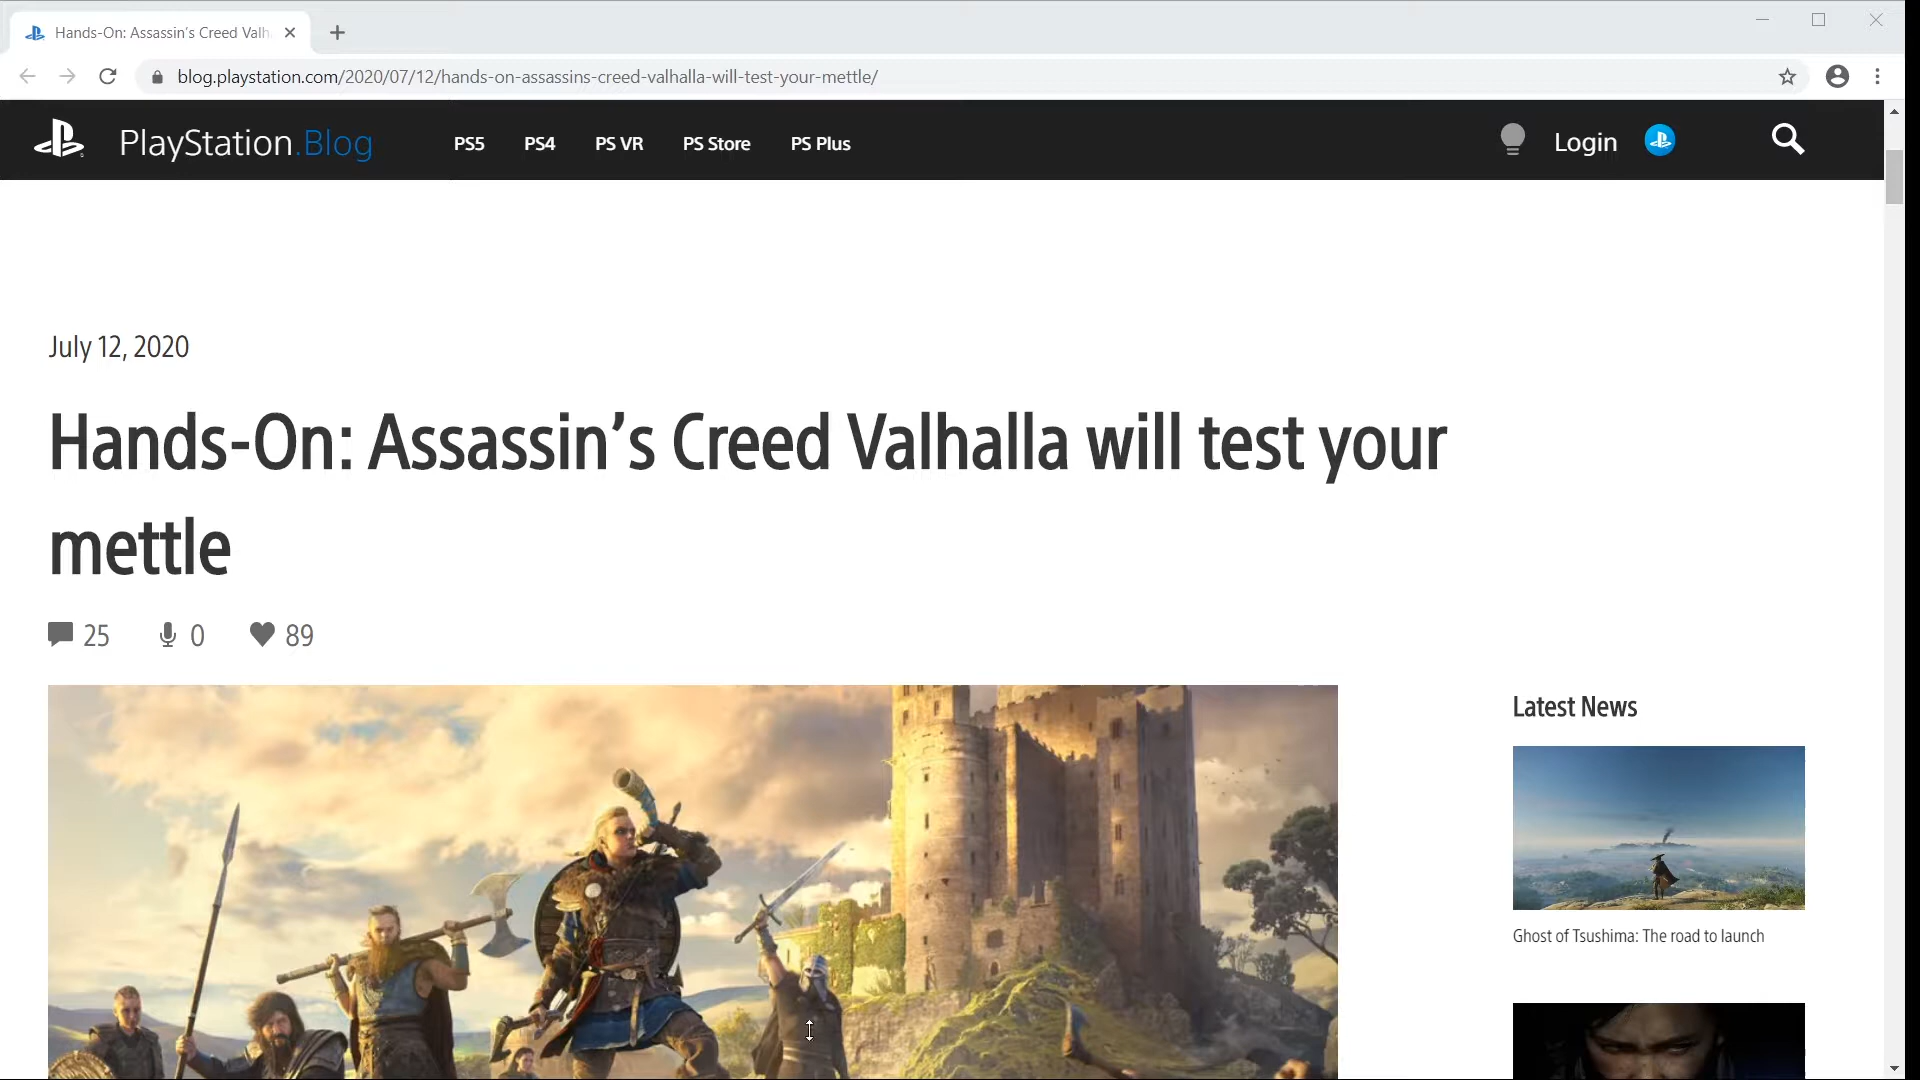 Hands-On: Assassin's Creed Valh
blog.playstation.com/2020/07/12/hands-on-assassins-creed-valhalla-will-test-your-mettle/
PlayStation.Blog PS5 PS4 PS VR PS Store PS Plus Login
July 12, 2020
Hands-On: Assassin’s Creed Valhalla will test your
mettle
25 0 89
Latest News
Ghost of Tsushima: The road to launch